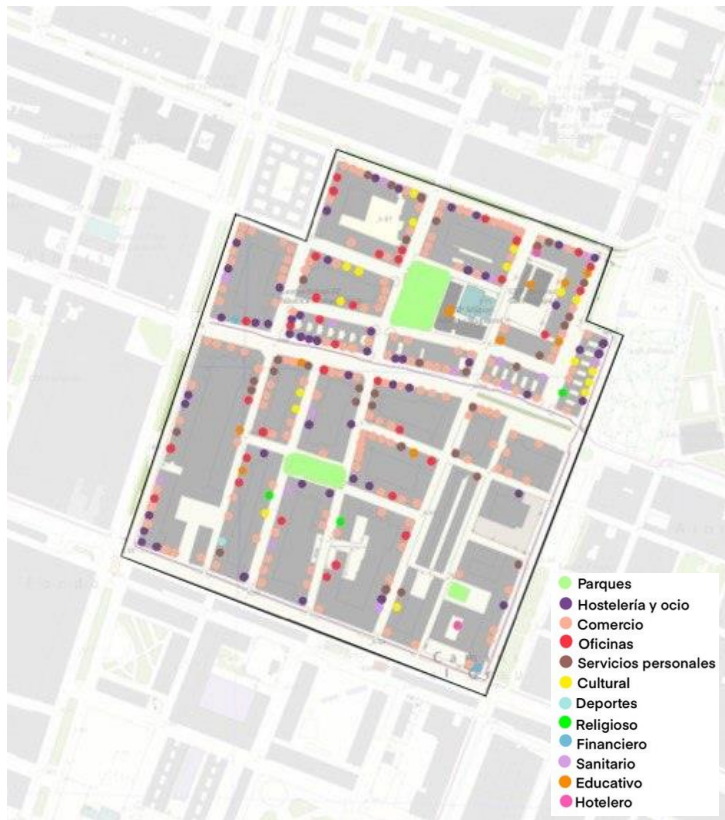 Parques
Hostelería y ocio
Comercio
Oficinas
Servicios personales
Cultural
Deportes
Religioso
Financiero
Sanitario
Educativo
Hotelero